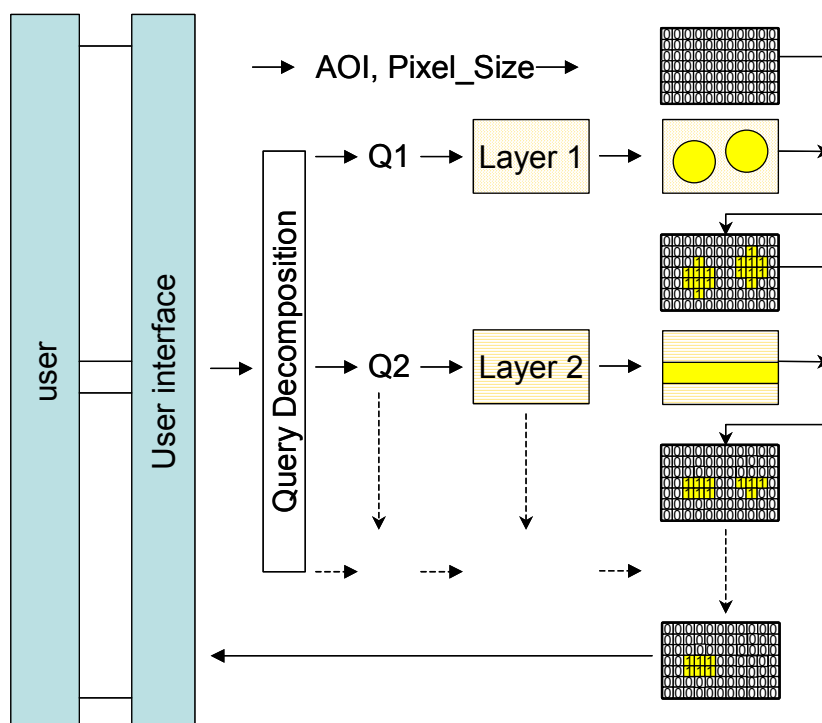 user
User interface
AOI, Pixel_Size
Query Decomposition
Q1
Layer 1
Q2
Layer 2